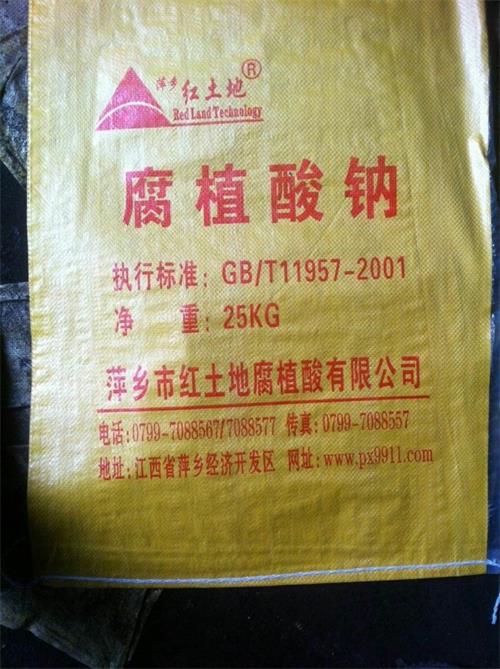 萍乡 红土地®
Red Land Technology
腐植酸钠
执行标准: GB/T11957-2001
净 重: 25KG
萍乡市红土地腐植酸有限公司
电话: 0799-7088567/7088577 传真: 0799-7088557
地址: 江西省萍乡经济开发区 网址: www.px9911.com